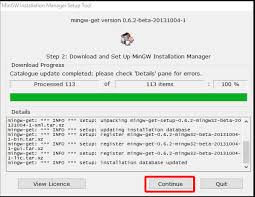 MinGW Installation Manager Setup Tool
mingw-get version 0.6.2-beta-20131004-1
Step 2: Download and Set Up MinGW Installation Manager
Download Progress
Catalogue update completed; please check 'Details' pane for errors.
Processed 113 of 113 items : 100 %
Details
mingw-get: *** INFO *** setup: unpacking mingw-get-setup-0.6.2-mingw32-beta-20
131004-1-xml.tar.xz
mingw-get: *** INFO *** setup: updating installation database
mingw-get: *** INFO *** setup: register mingw-get-0.6.2-mingw32-beta-20131004
-1-bin.tar.xz
mingw-get: *** INFO *** setup: register mingw-get-0.6.2-mingw32-beta-20131004
-1-gui.tar.xz
mingw-get: *** INFO *** setup: register mingw-get-0.6.2-mingw32-beta-20131004
-1-lic.tar.xz
mingw-get: *** INFO *** setup: installation database updated
View Licence
Continue
Quit